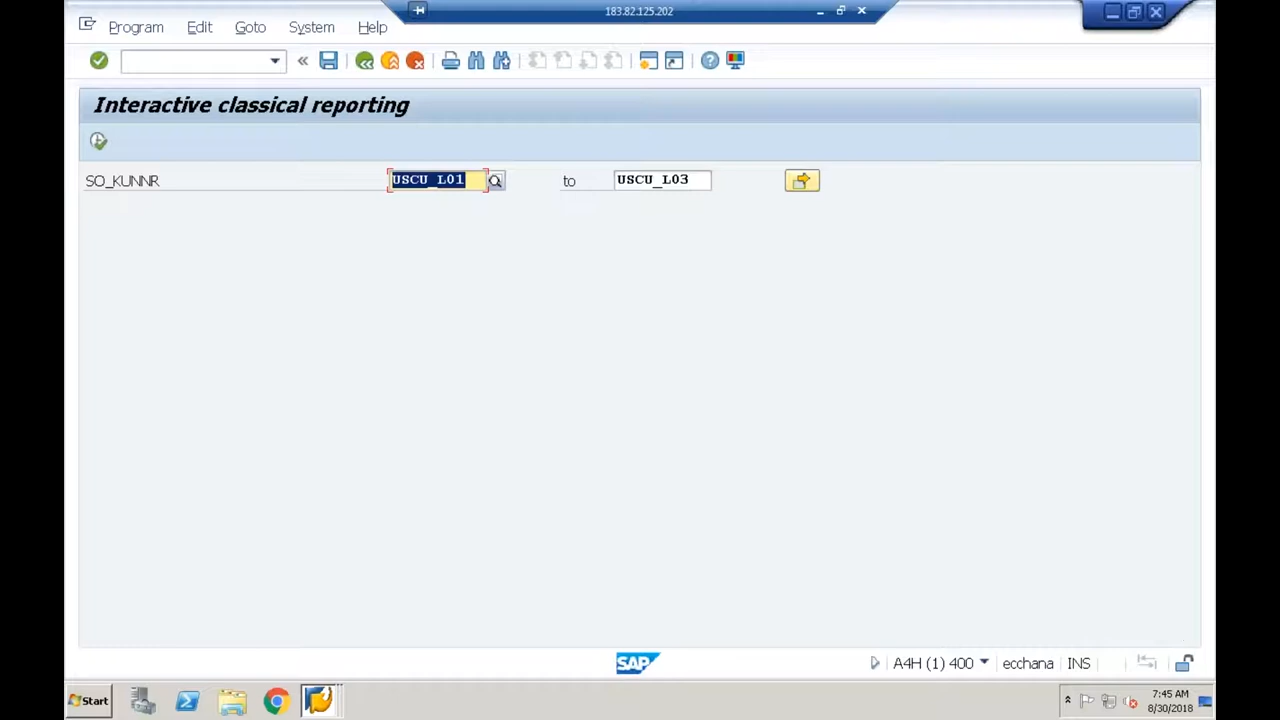 183.82.125.202
Program Edit Goto System Help
Interactive classical reporting
SO_KUNNR USCU_L01 to USCU_L03
SAP A4H (1) 400 ecchana INS
Start 7:45 AM
8/30/2018